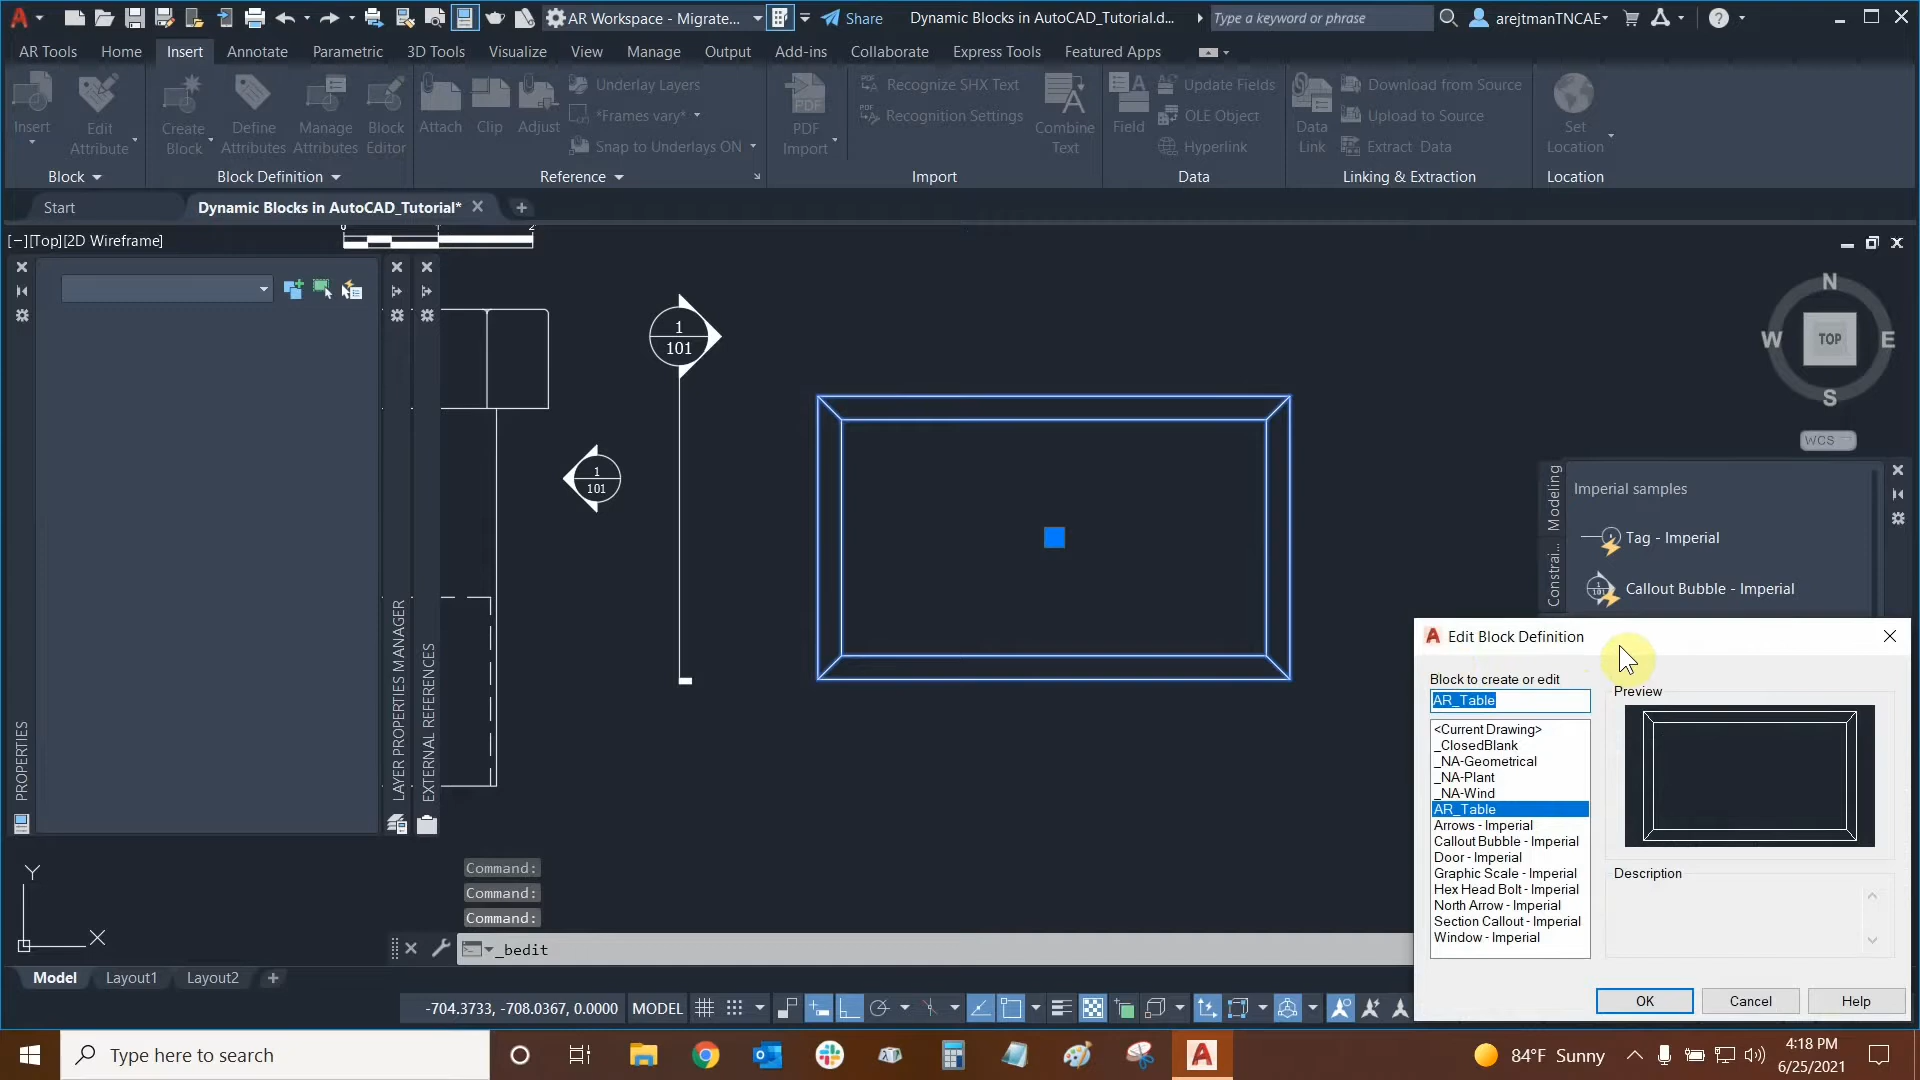 AR Workspace - Migrate...
Share
Dynamic Blocks in AutoCAD_Tutorial.d...
Type a keyword or phrase
arejtmanTNCAE
AR Tools
Home
Insert
Annotate
Parametric
3D Tools
Visualize
View
Manage
Output
Add-ins
Collaborate
Express Tools
Featured Apps
Insert
Edit
Attribute
Create
Block
Define
Attributes
Manage
Attributes
Block
Editor
Attach
Clip
Adjust
Underlay Layers
*Frames vary*
Snap to Underlays ON
PDF
Import
Recognize SHX Text
Recognition Settings
Combine
Text
Field
Update Fields
OLE Object
Hyperlink
Data
Link
Download from Source
Upload to Source
Extract Data
Set
Location
Block
Block Definition
Reference
Import
Data
Linking & Extraction
Location
Start
Dynamic Blocks in AutoCAD_Tutorial*
[−][Top][2D Wireframe]
1
101
1
101
N
W
TOP
E
S
WCS
PROPERTIES
LAYER PROPERTIES MANAGER
EXTERNAL REFERENCES
Modeling
Constrai...
Imperial samples
Tag - Imperial
Callout Bubble - Imperial
Edit Block Definition
Block to create or edit
AR_Table
<Current Drawing>
_ClosedBlank
_NA-Geometrical
_NA-Plant
_NA-Wind
AR_Table
Arrows - Imperial
Callout Bubble - Imperial
Door - Imperial
Graphic Scale - Imperial
Hex Head Bolt - Imperial
North Arrow - Imperial
Section Callout - Imperial
Window - Imperial
Preview
Description
OK
Cancel
Help
Y
X
Command:
Command:
Command:
_bedit
Model
Layout1
Layout2
-704.3733, -708.0367, 0.0000
MODEL
Type here to search
84°F Sunny
4:18 PM
6/25/2021